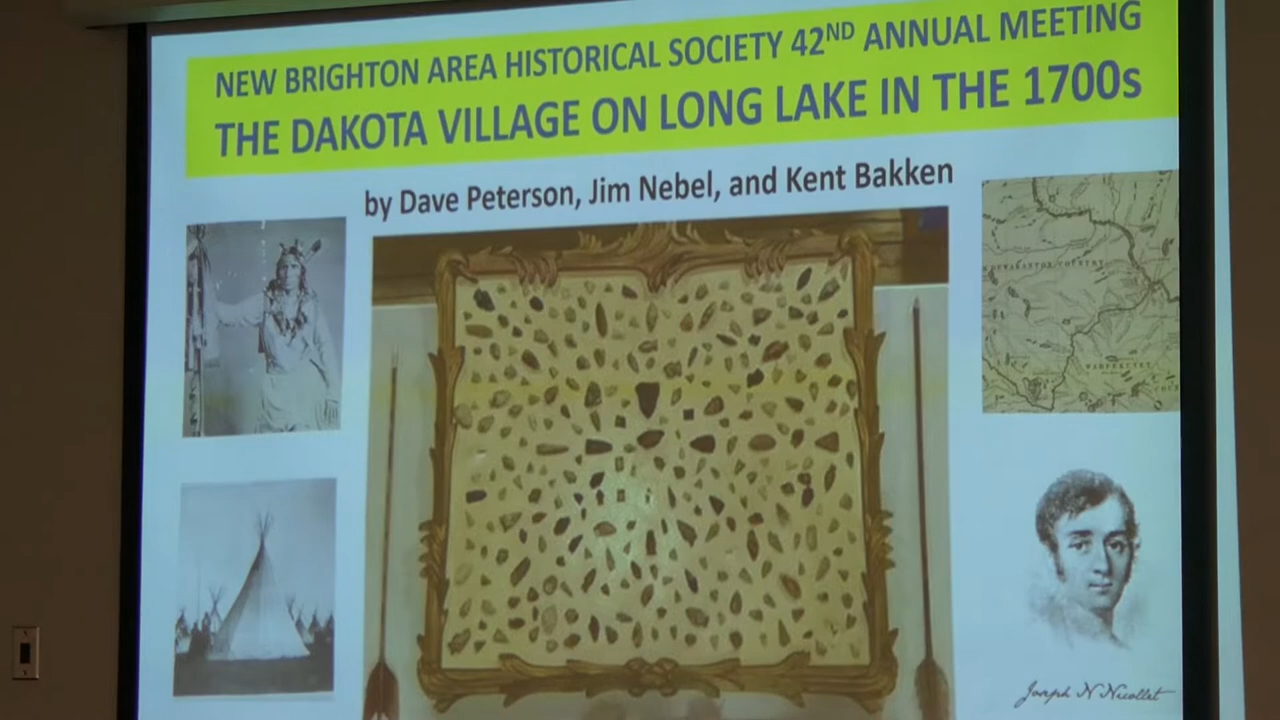 NEW BRIGHTON AREA HISTORICAL SOCIETY 42ND ANNUAL MEETING
THE DAKOTA VILLAGE ON LONG LAKE IN THE 1700s
by Dave Peterson, Jim Nebel, and Kent Bakken
COUNTRY
Joseph N Nicollet